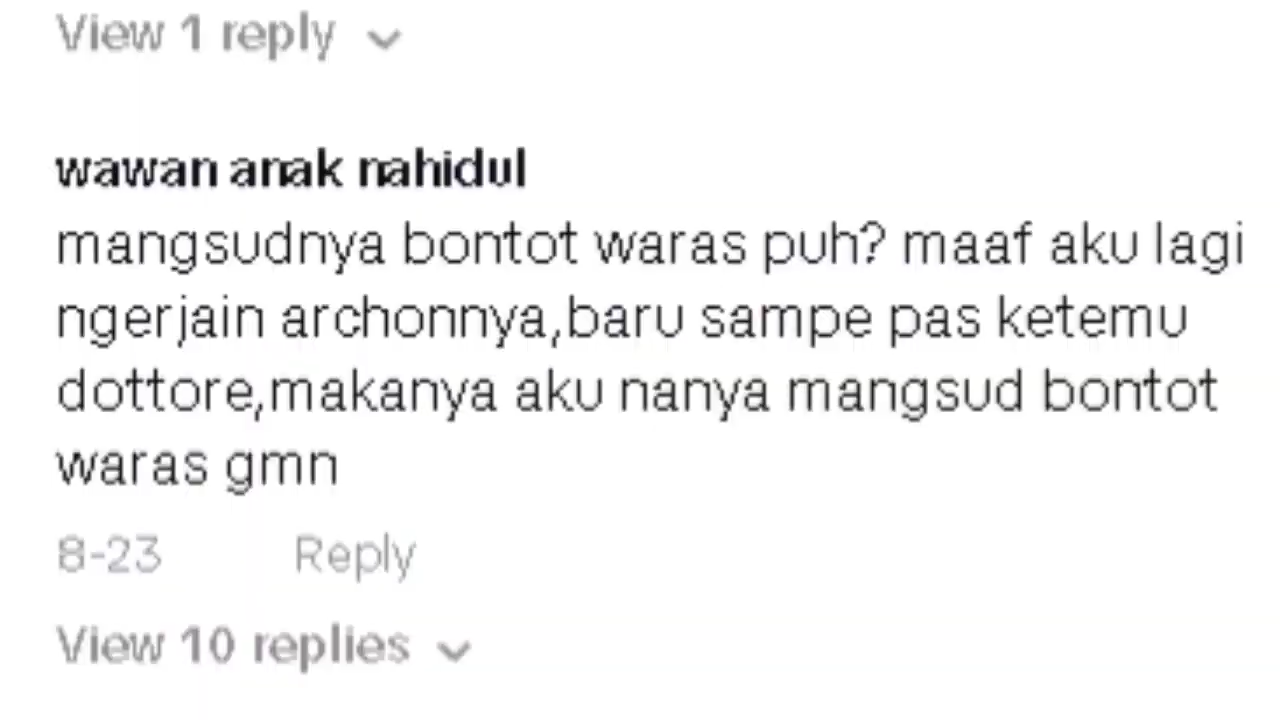 View 1 reply
wawan anak nahidul
mangsudnya bontot waras puh? maaf aku lagi
ngerjain archonnya,baru sampe pas ketemu
dottore,makanya aku nanya mangsud bontot
waras gmn
8-23 Reply
View 10 replies